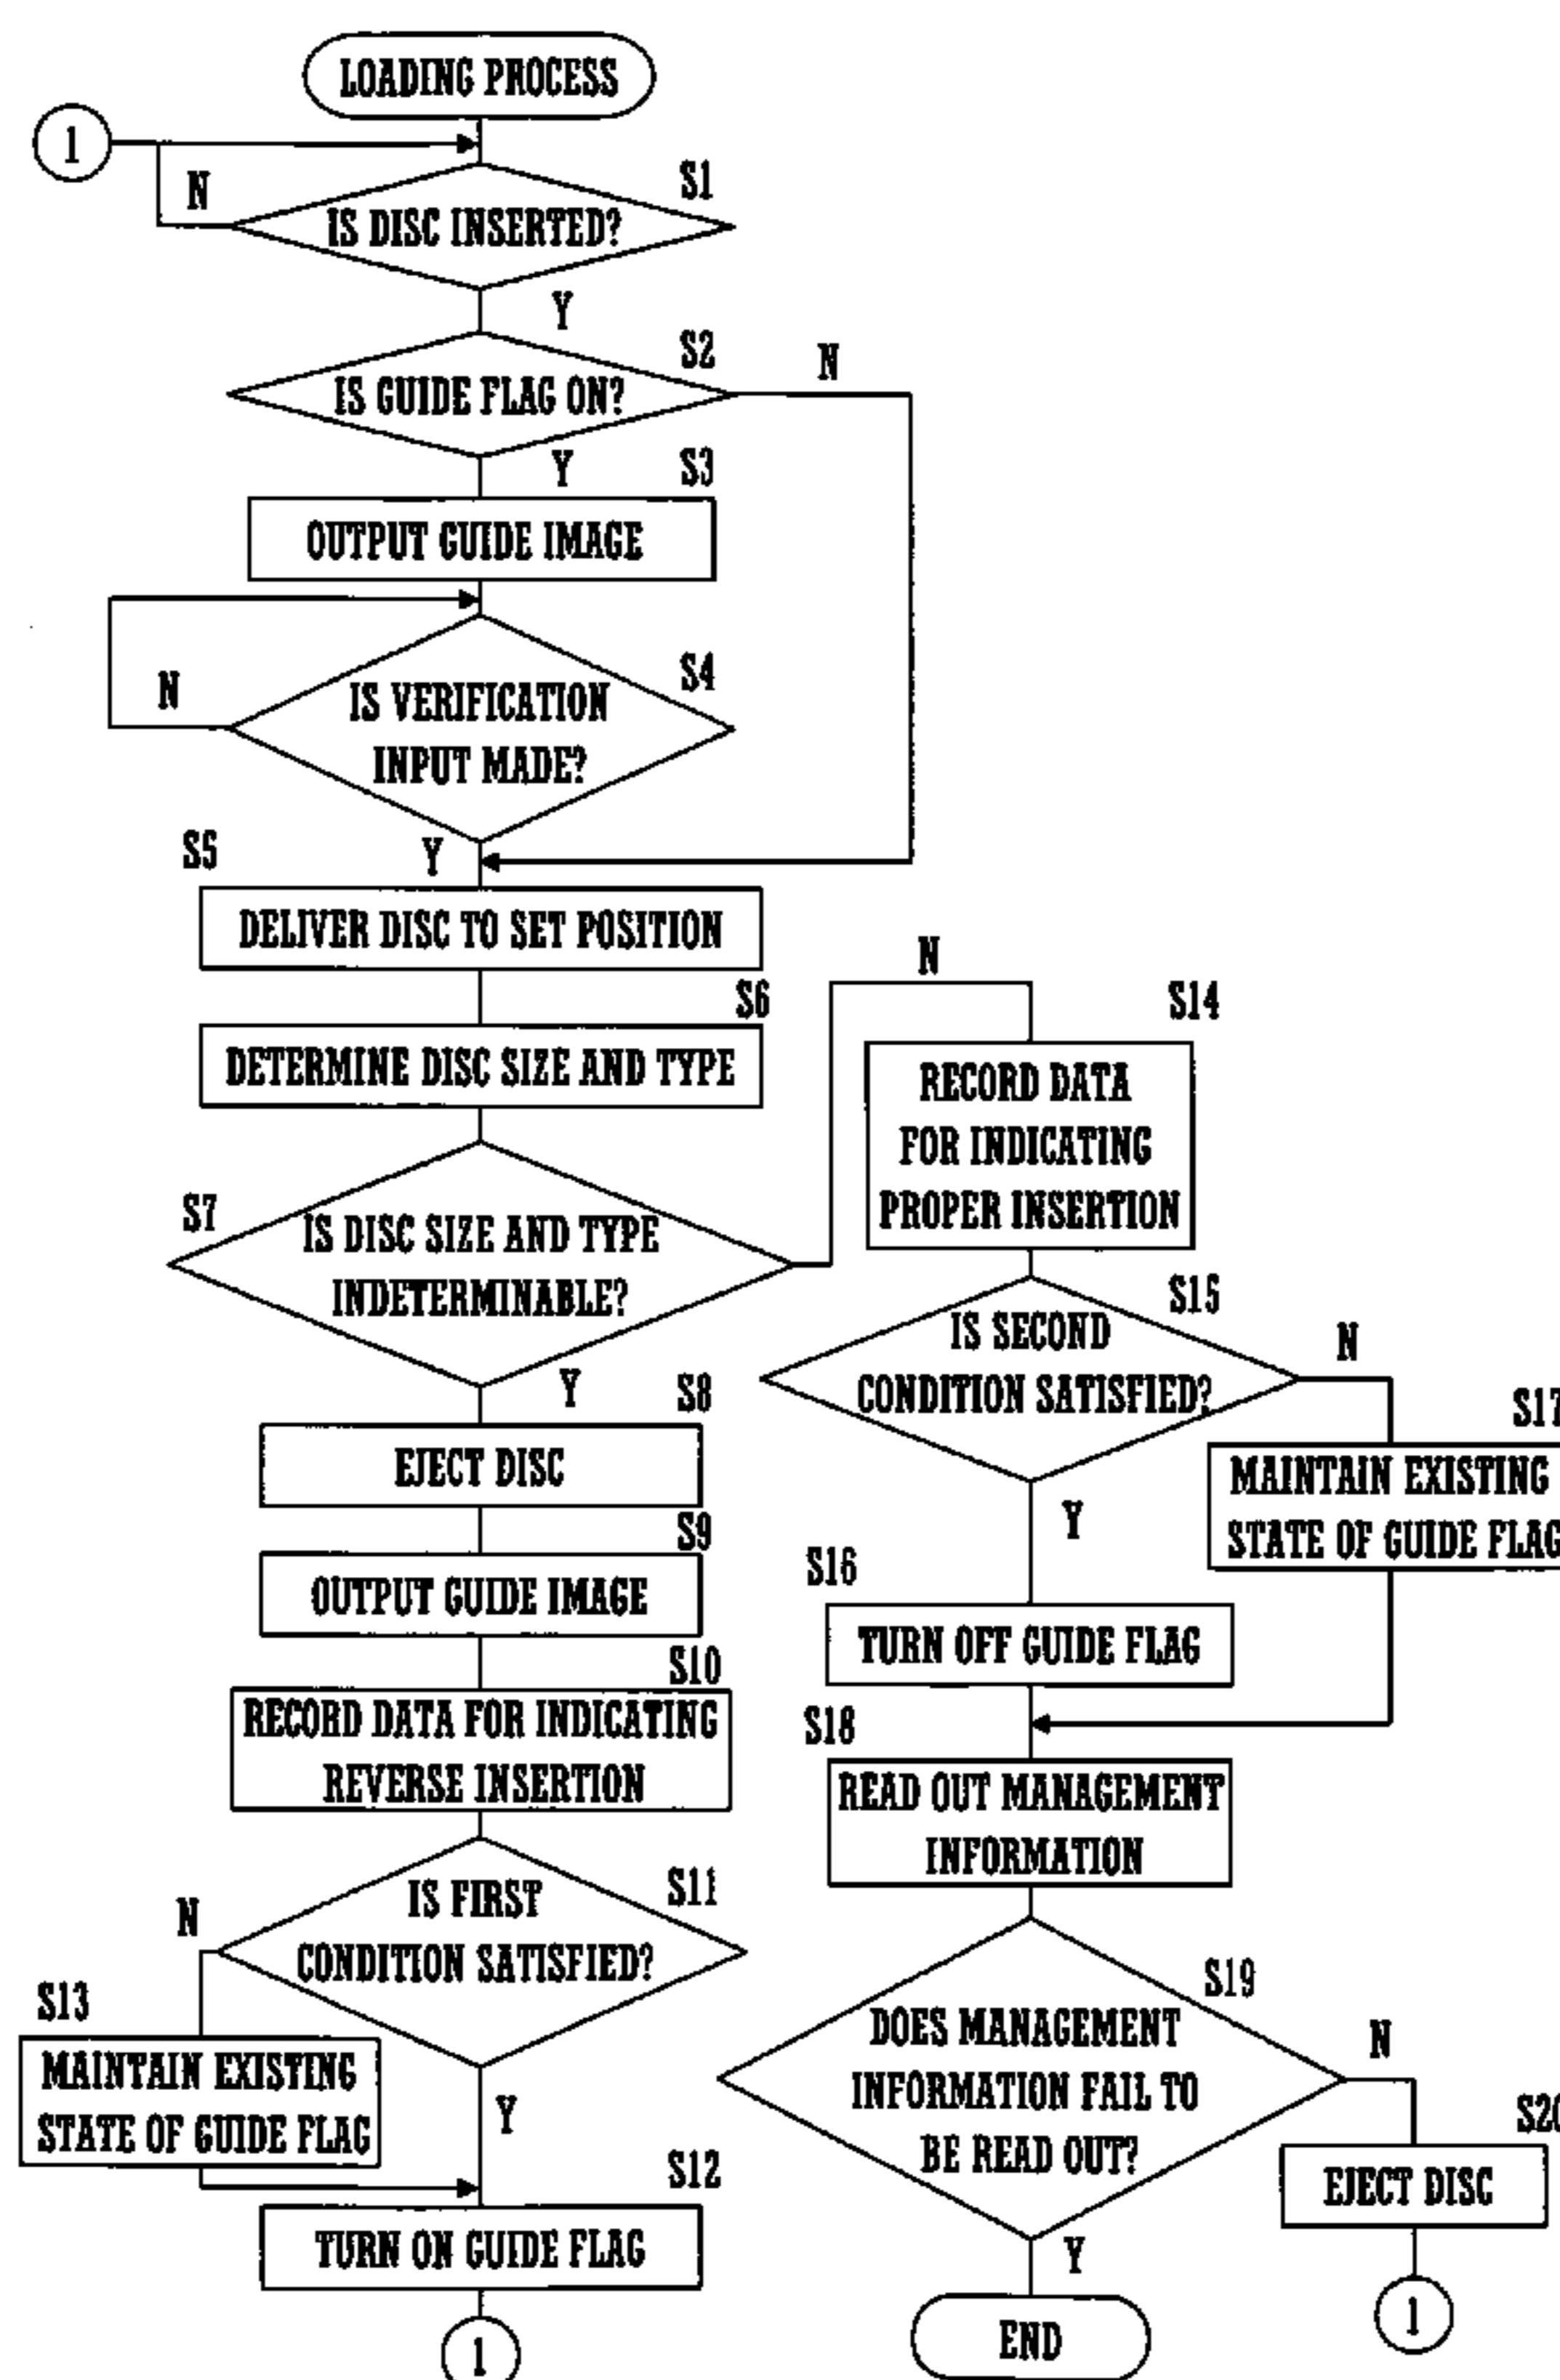 LOADING PROCESS
1
N
S1
IS DISC INSERTED?
Y
S2
N
IS GUIDE FLAG ON?
Y
S3
OUTPUT GUIDE IMAGE
S4
N
IS VERIFICATION
INPUT MADE?
S5
Y
DELIVER DISC TO SET POSITION
S6
DETERMINE DISC SIZE AND TYPE
S7
IS DISC SIZE AND TYPE
INDETERMINABLE?
N
Y
S8
EJECT DISC
S9
OUTPUT GUIDE IMAGE
S10
RECORD DATA FOR INDICATING
REVERSE INSERTION
S11
IS FIRST
CONDITION SATISFIED?
N
S13
MAINTAIN EXISTING
STATE OF GUIDE FLAG
Y
S12
TURN ON GUIDE FLAG
1
S14
RECORD DATA
FOR INDICATING
PROPER INSERTION
S15
IS SECOND
CONDITION SATISFIED?
N
S17
MAINTAIN EXISTING
STATE OF GUIDE FLAG
Y
S16
TURN OFF GUIDE FLAG
S18
READ OUT MANAGEMENT
INFORMATION
S19
DOES MANAGEMENT
INFORMATION FAIL TO
BE READ OUT?
N
S20
EJECT DISC
1
Y
END